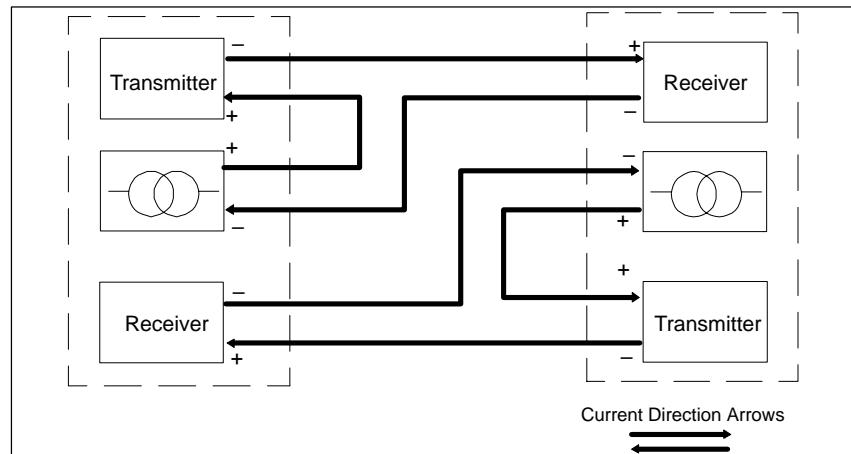 − +
Transmitter Receiver
+ −
+ −
− +
− +
Receiver Transmitter
+ −
Current Direction Arrows